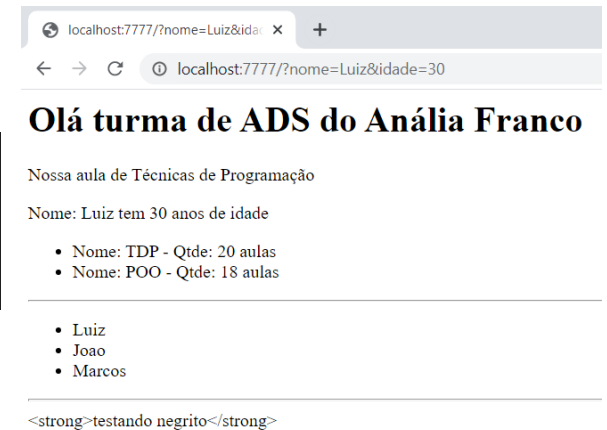 localhost:7777/?nome=Luiz&idac
localhost:7777/?nome=Luiz&idade=30
Olá turma de ADS do Anália Franco
Nossa aula de Técnicas de Programação
Nome: Luiz tem 30 anos de idade
Nome: TDP - Qtde: 20 aulas
Nome: POO - Qtde: 18 aulas
Luiz
Joao
Marcos
<strong>testando negrito</strong>